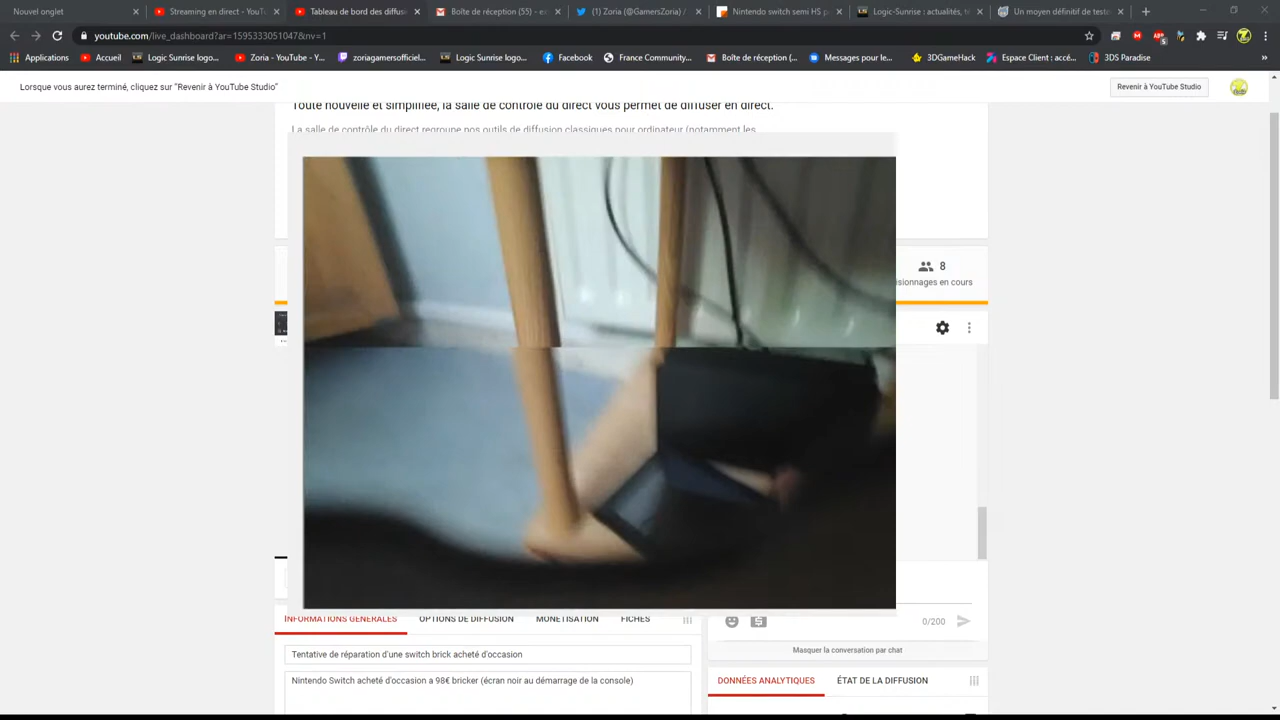 Nouvel onglet
Streaming en direct - YouT
Tableau de bord des diffus
Boîte de réception (55) - e
(1) Zoria (@GamersZoria) /
Nintendo switch semi HS p
Logic-Sunrise : actualités, té
Un moyen définitif de teste
youtube.com/live_dashboard?ar=1595333051047&nv=1
Applications
Accueil
Logic Sunrise logo...
Zoria - YouTube - Y...
zoriagamersofficiel...
Logic Sunrise logo...
Facebook
France Community...
Boîte de réception (...
Messages pour le...
3DGameHack
Espace Client : accé...
3DS Paradise
»
Lorsque vous aurez terminé, cliquez sur "Revenir à YouTube Studio"
Revenir à YouTube Studio
Toute nouvelle et simplifiée, la salle de contrôle du direct vous permet de diffuser en direct.
La salle de contrôle du direct regroupe nos outils de diffusion classiques pour ordinateur (notamment les
8
isionnages en cours
INFORMATIONS GÉNÉRALES
OPTIONS DE DIFFUSION
MONÉTISATION
FICHES
0/200
Masquer la conversation par chat
Tentative de réparation d'une switch brick acheté d'occasion
Nintendo Switch acheté d'occasion a 98€ bricker (écran noir au démarrage de la console)
DONNÉES ANALYTIQUES
ÉTAT DE LA DIFFUSION